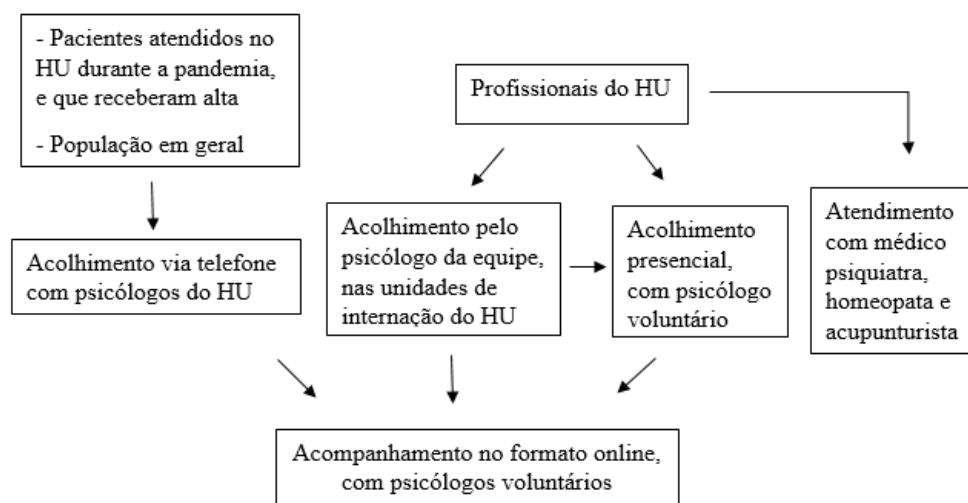 - Pacientes atendidos no
HU durante a pandemia,
e que receberam alta
- População em geral
Profissionais do HU
Acolhimento via telefone
com psicólogos do HU
Acolhimento pelo
psicólogo da equipe,
nas unidades de
internação do HU
Acolhimento
presencial,
com psicólogo
voluntário
Atendimento
com médico
psiquiatra,
homeopata e
acupunturista
Acompanhamento no formato online,
com psicólogos voluntários